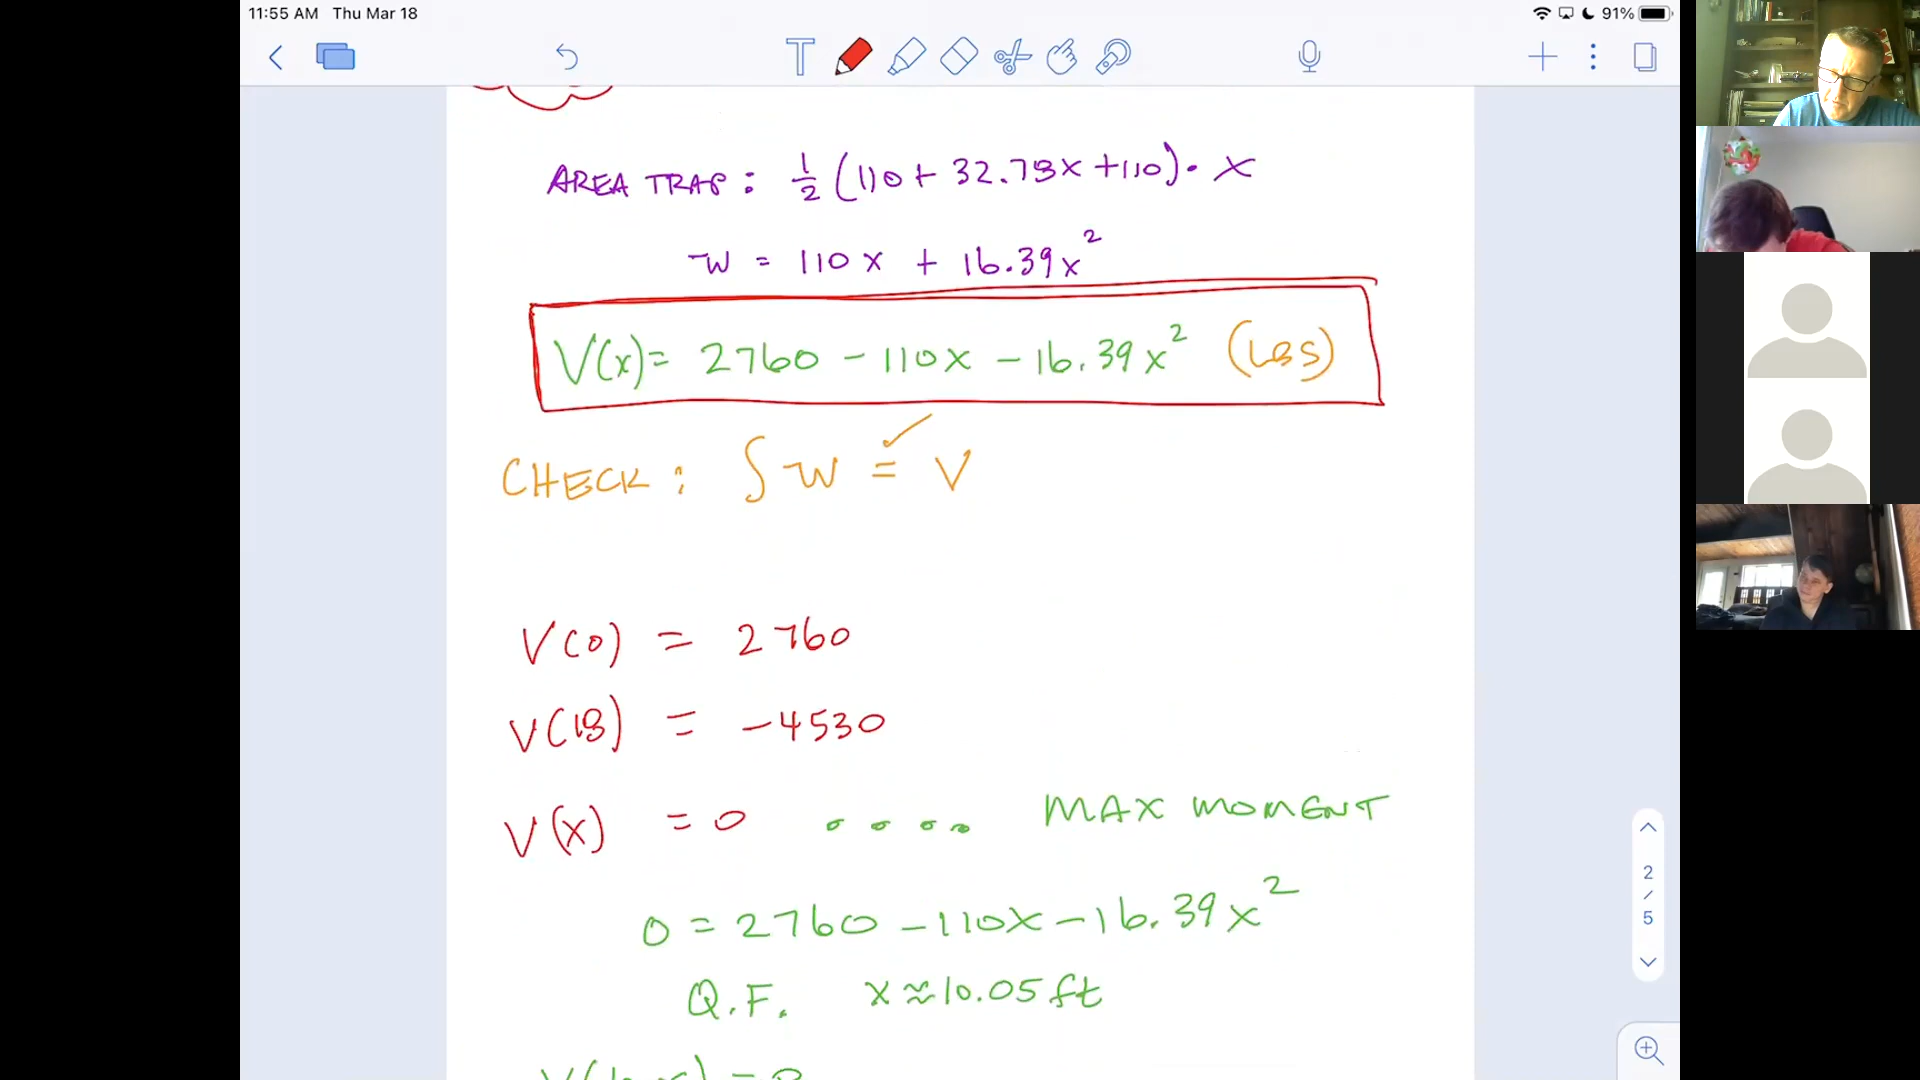 11:55 AM Thu Mar 18
91%
AREA TRAP: 1/2 (110 + 32.78x + 110) • x
w = 110x + 16.39x²
V(x) = 2760 - 110x - 16.39x² (LBS)
CHECK: ∫ w = V
V(0) = 2760
V(18) = -4530
V(x) = 0 .... MAX MOMENT
0 = 2760 - 110x - 16.39x²
Q.F. x ≈ 10.05 ft
2
/
5